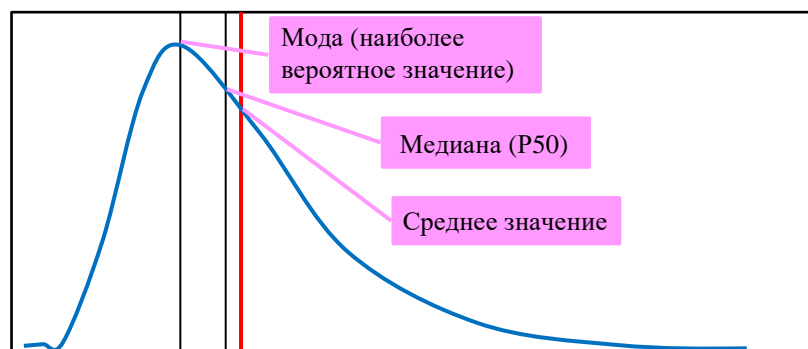 Мода (наиболее
вероятное значение)
Медиана (P50)
Среднее значение